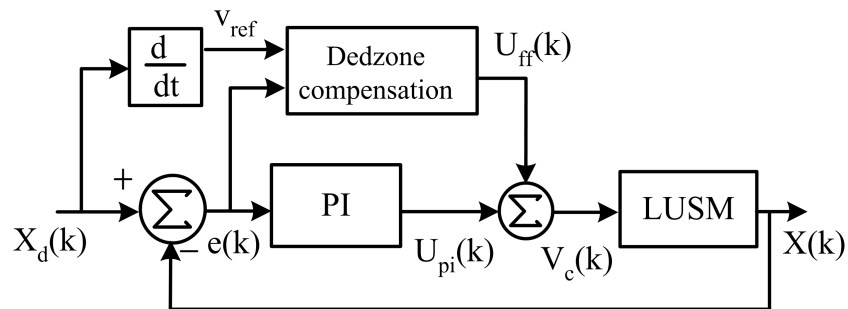 d
dt
v_ref
Dedzone
compensation
U_ff(k)
+
Σ
PI
Σ
LUSM
X_d(k)
−
e(k)
U_pi(k)
V_c(k)
X(k)